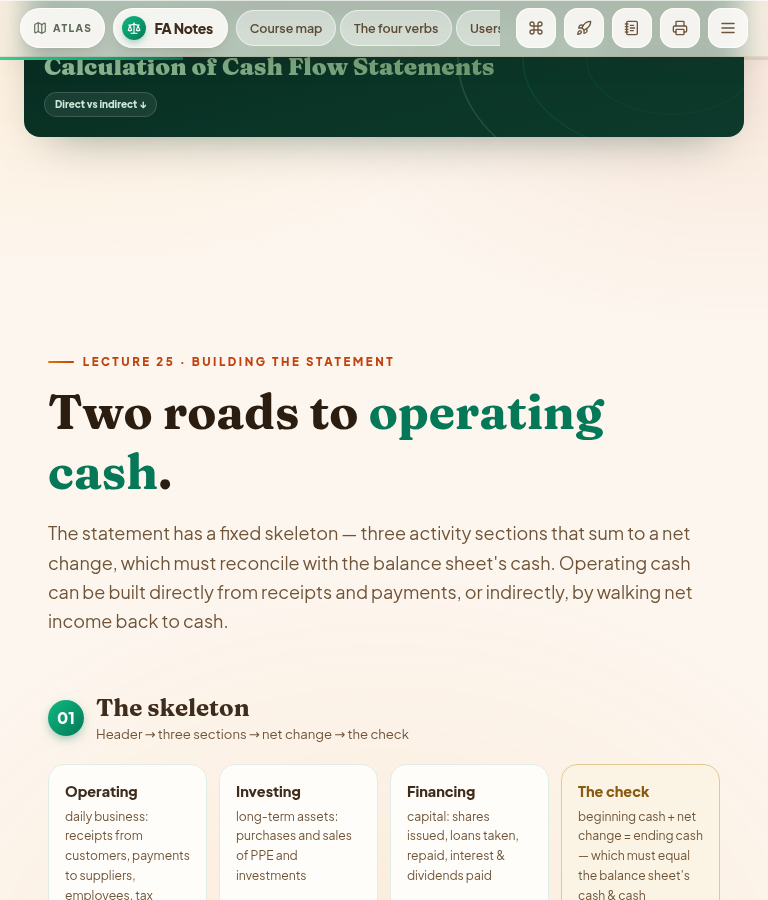 ATLAS
FA Notes
Course map
The four verbs
Users
Calculation of Cash Flow Statements
Direct vs indirect ↓
LECTURE 25 · BUILDING THE STATEMENT
Two roads to operating
cash.
The statement has a fixed skeleton — three activity sections that sum to a net
change, which must reconcile with the balance sheet's cash. Operating cash
can be built directly from receipts and payments, or indirectly, by walking net
income back to cash.
01
The skeleton
Header → three sections → net change → the check
Operating
daily business:
receipts from
customers, payments
to suppliers,
employees, tax
Investing
long-term assets:
purchases and sales
of PPE and
investments
Financing
capital: shares
issued, loans taken,
repaid, interest &
dividends paid
The check
beginning cash + net
change = ending cash
— which must equal
the balance sheet's
cash & cash